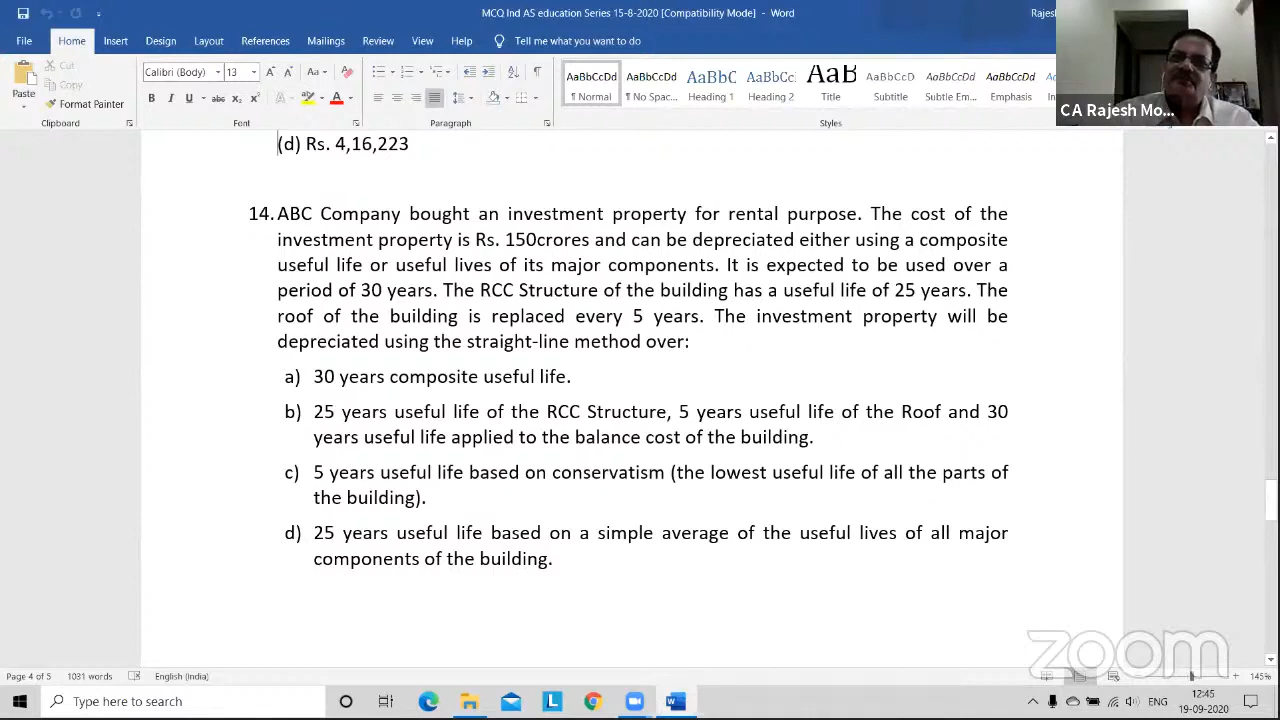 MCQ Ind AS education Series 15-8-2020 [Compatibility Mode] - Word
Rajesh
File Home Insert Design Layout References Mailings Review View Help Tell me what you want to do
Cut
Copy
Paste
Format Painter
Calibri (Body) 13
Clipboard
Font
Paragraph
Styles
AaBbCcDd AaBbCcDd AaBbC AaBbCc AaB AaBbCcD AaBbCcDd AaBbCcDd
¶ Normal ¶ No Spac... Heading 1 Heading 2 Title Subtitle Subtle Em... Emphasis
C A Rajesh Mo...
(d) Rs. 4,16,223
14. ABC Company bought an investment property for rental purpose. The cost of the
investment property is Rs. 150crores and can be depreciated either using a composite
useful life or useful lives of its major components. It is expected to be used over a
period of 30 years. The RCC Structure of the building has a useful life of 25 years. The
roof of the building is replaced every 5 years. The investment property will be
depreciated using the straight-line method over:
a) 30 years composite useful life.
b) 25 years useful life of the RCC Structure, 5 years useful life of the Roof and 30
years useful life applied to the balance cost of the building.
c) 5 years useful life based on conservatism (the lowest useful life of all the parts of
the building).
d) 25 years useful life based on a simple average of the useful lives of all major
components of the building.
zoom
Page 4 of 5 1031 words English (India)
145%
Type here to search
ENG
12:45
19-09-2020